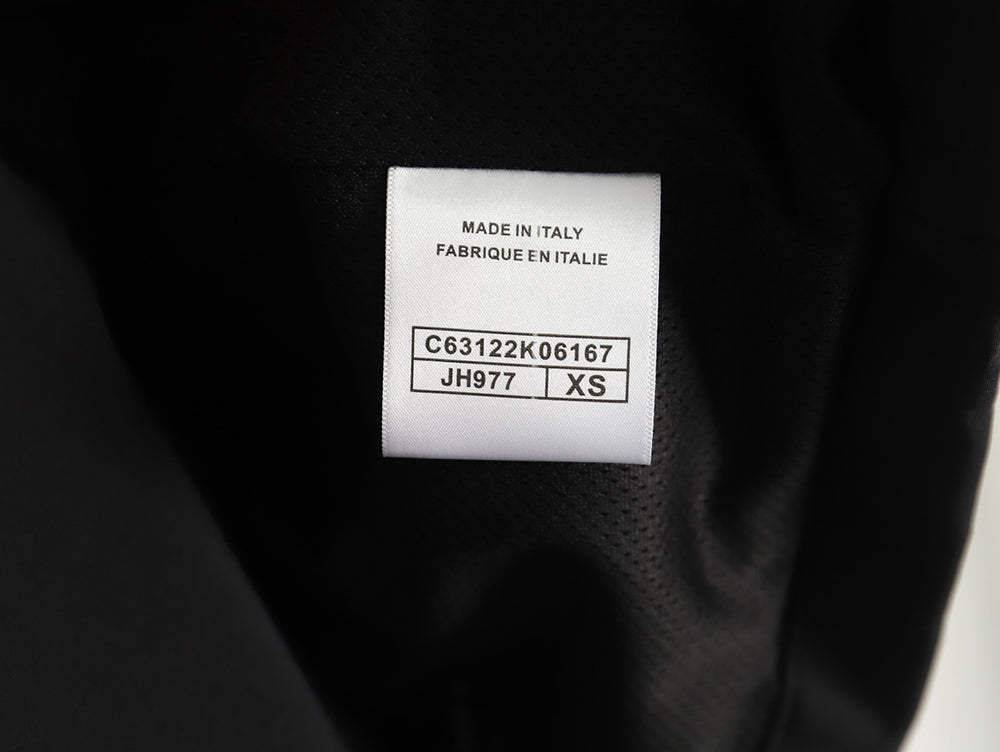 MADE IN ITALY
FABRIQUE EN ITALIE
C63122K06167
JH977 XS